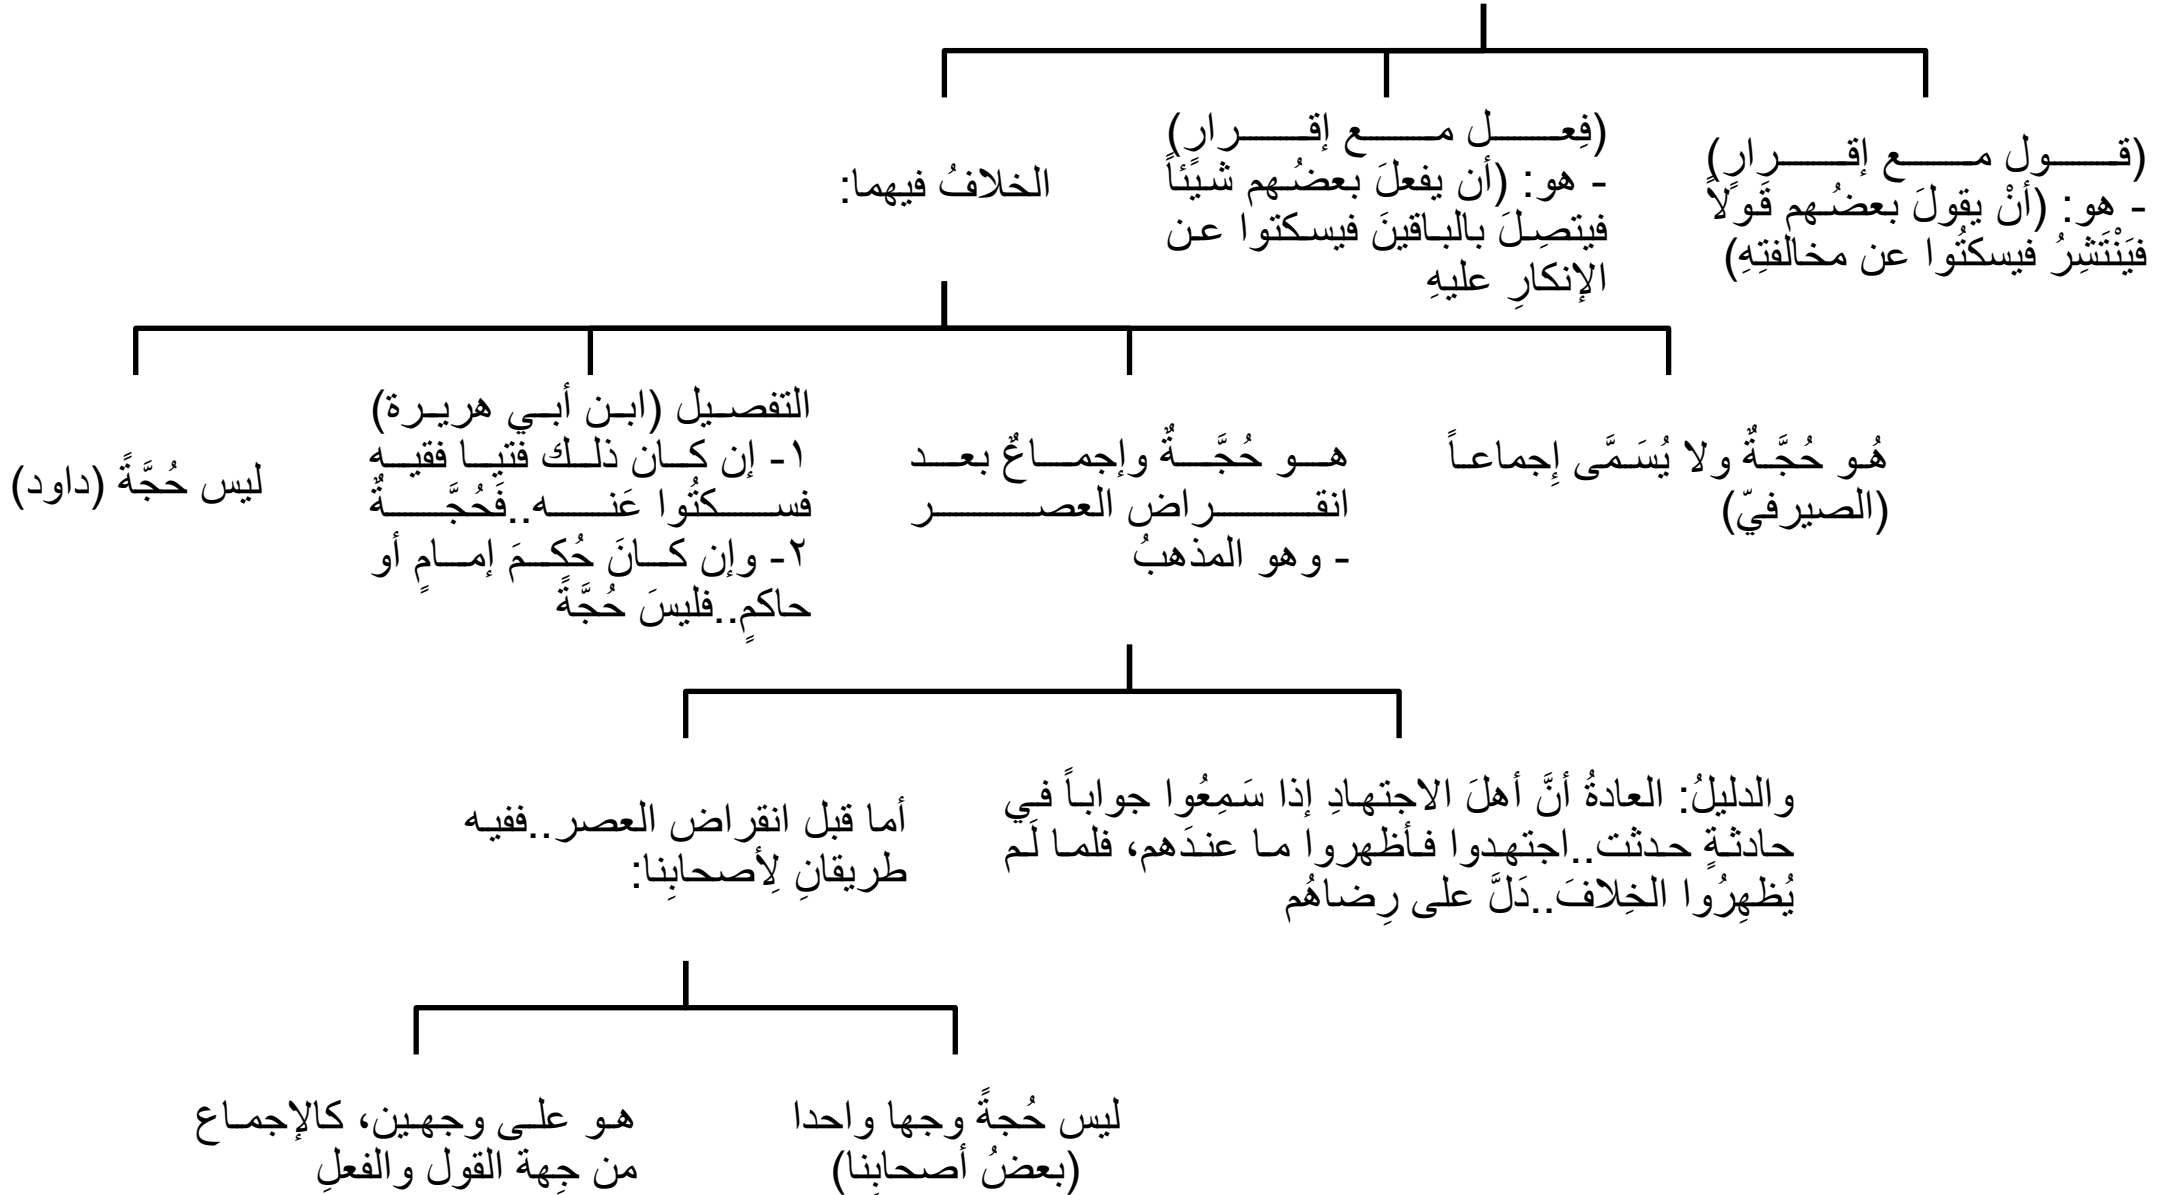 (قول مع إقرارٍ)
- هو: (أنْ يقولَ بعضُهم قَولاً
فيَنْتَشِرُ فيسكتُوا عن مخالفتِهِ)
(فِعل مع إقرارٍ)
- هو: (أن يفعلَ بعضُهم شيئاً
فيتصِلَ بالباقينَ فيسكتوا عن
الإنكارِ عليهِ
الخلافُ فيهما:
هُو حُجَّةٌ ولا يُسَمَّى إِجماعاً
(الصيرفيّ)
هو حُجَّةٌ وإجماعٌ بعد
انقراض العصر
- وهو المذهبُ
التفصيل (ابن أبي هريرة)
١- إن كان ذلك فتيا فقيه
فسكتُوا عَنه..فَحُجَّةٌ
٢- وإن كانَ حُكمَ إمامٍ أو
حاكمٍ..فليسَ حُجَّةً
ليس حُجَّةً (داود)
والدليلُ: العادةُ أنَّ أهلَ الاجتهادِ إذا سَمِعُوا جواباً في
حادثةٍ حدثت..اجتهدوا فأظهروا ما عندَهم، فلما لَم
يُظهِرُوا الخِلافَ..دَلَّ على رِضاهُم
أما قبل انقراض العصر..ففيه
طريقانِ لِأصحابِنا:
ليس حُجةً وجها واحدا
(بعضُ أصحابِنا)
هو على وجهين، كالإجماع
من جِهة القول والفعلِ